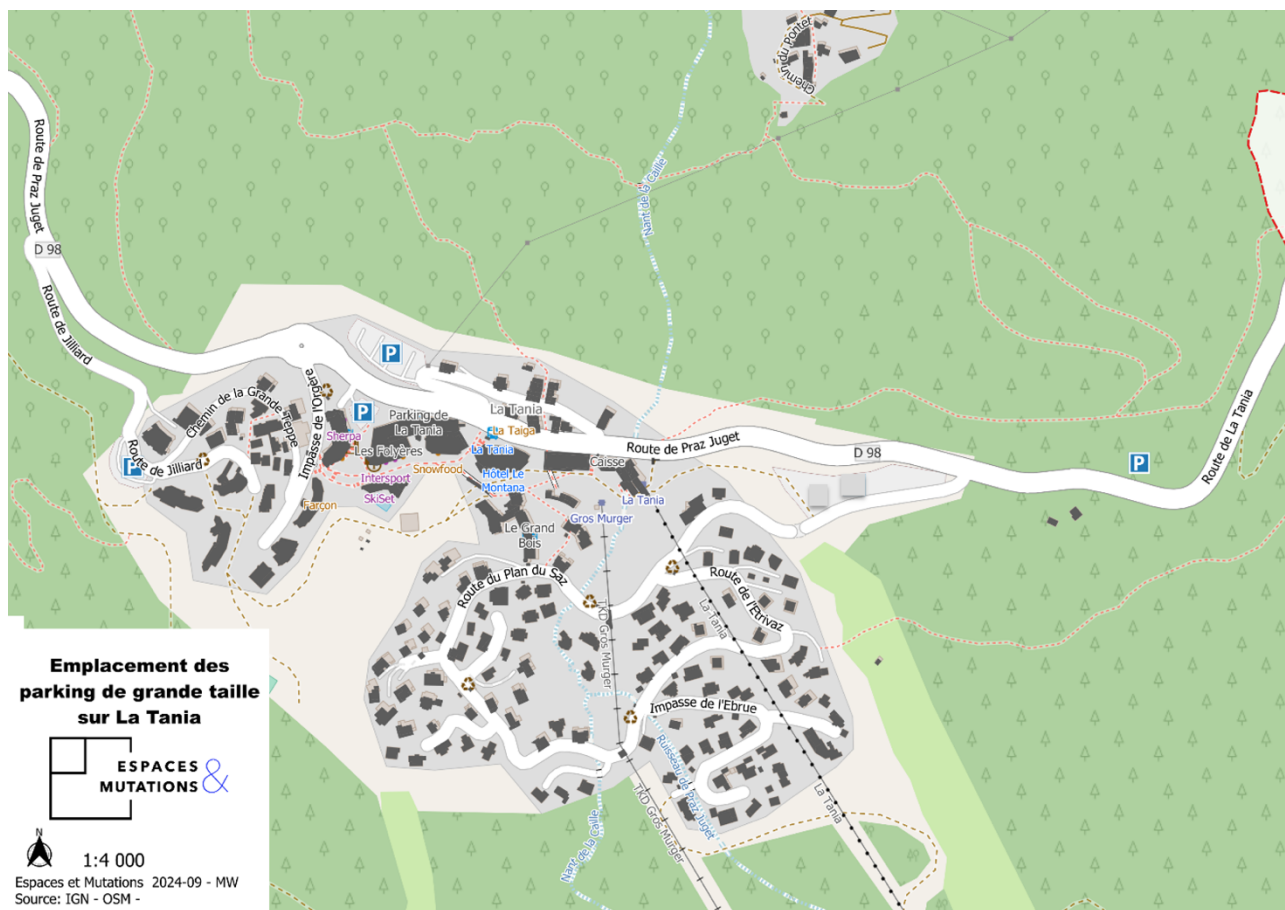 Chemin du Pontet
Route de Praz Juget
Nant de la Caille
D 98
Route de Jilliard
Route de La Tania
P
Chemin de la Grande Teppe
Impasse de l'Orgère
P
Parking de
La Tania
La Tania
La Taiga
Sherpa
Les Folyères
La Tania
Route de Praz Juget
D 98
P
Caisse
P
Route de Jilliard
Snowfood
Intersport
SkiSet
Hôtel Le
Montana
La Tania
Farçon
Gros Murger
Le Grand
Bois
Route du Plan du Saz
Route de l'Etrivaz
TKD Gros Murger
La Tania
Impasse de l'Ebrue
Ruisseau de Praz Juget
TKD Gros Murger
La Tania
Nant de la Caille
Emplacement des
parking de grande taille
sur La Tania
ESPACES
MUTATIONS &
N
1:4 000
Espaces et Mutations 2024-09 - MW
Source: IGN - OSM -